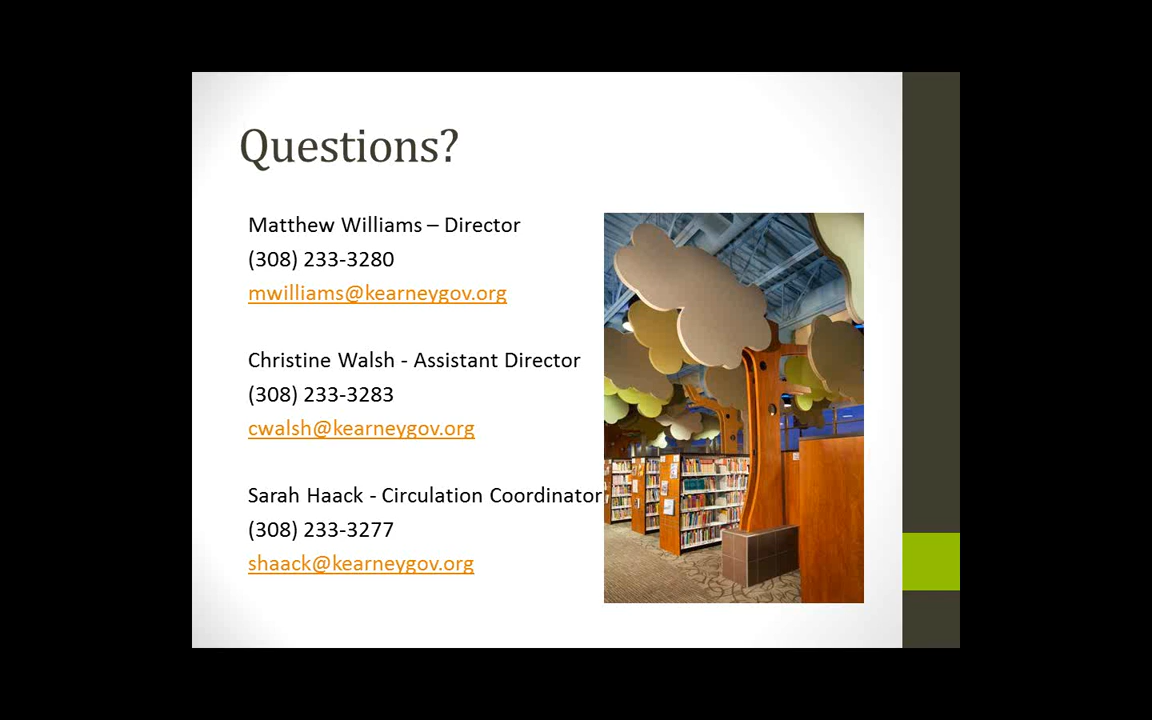 Questions?
Matthew Williams – Director
(308) 233-3280
mwilliams@kearneygov.org
Christine Walsh - Assistant Director
(308) 233-3283
cwalsh@kearneygov.org
Sarah Haack - Circulation Coordinator
(308) 233-3277
shaack@kearneygov.org